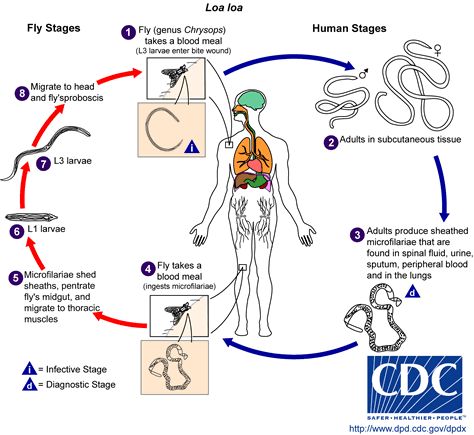 Loa loa
Fly Stages
Human Stages
1 Fly (genus Chrysops)
takes a blood meal
(L3 larvae enter bite wound)
i
♂
♀
2 Adults in subcutaneous tissue
3 Adults produce sheathed
microfilariae that are
found in spinal fluid, urine,
sputum, peripheral blood
and in the lungs
d
4 Fly takes a
blood meal
(ingests microfilariae)
5 Microfilariae shed
sheaths, pentrate
fly's midgut, and
migrate to thoracic
muscles
6 L1 larvae
7 L3 larvae
8 Migrate to head
and fly'sproboscis
i = Infective Stage
d = Diagnostic Stage
CDC
SAFER•HEALTHIER•PEOPLE™
http://www.dpd.cdc.gov/dpdx